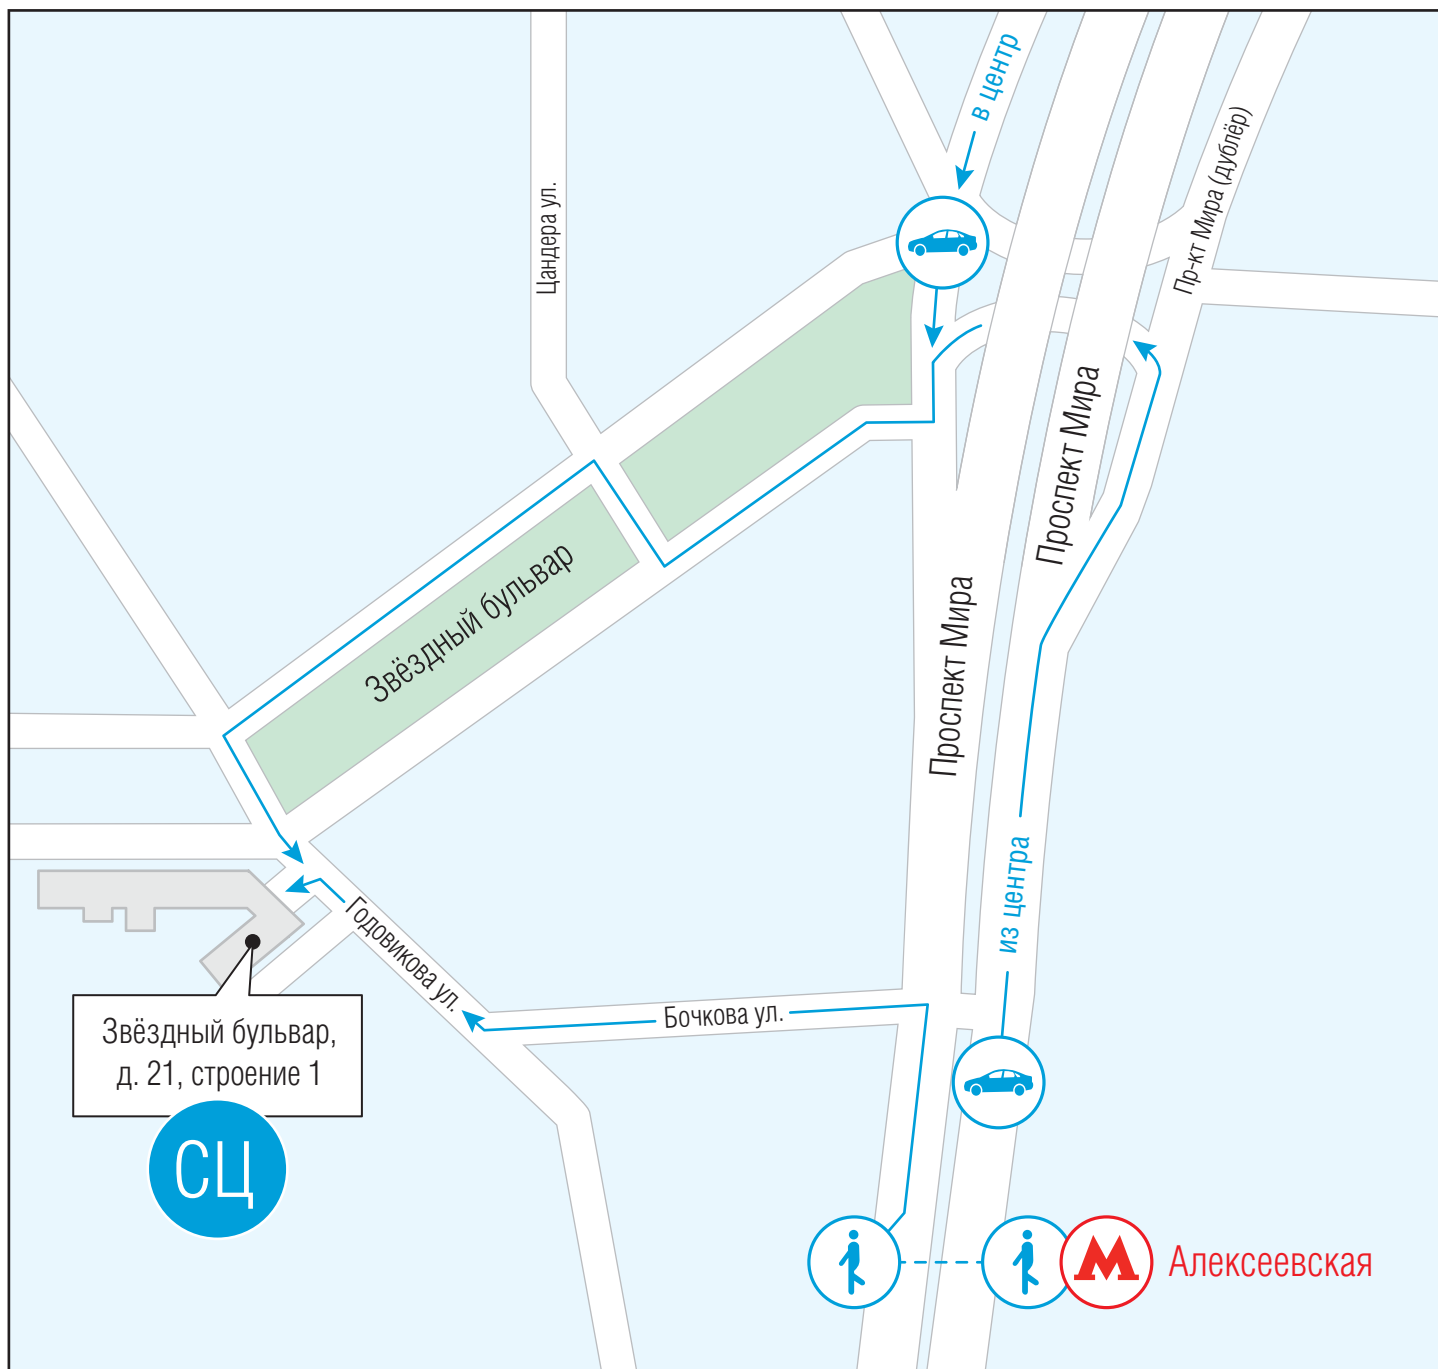 в центр
Пр-кт Мира (дублёр)
Цандера ул.
Проспект Мира
Звёздный бульвар
Проспект Мира
из центра
Годовикова ул.
Бочкова ул.
Звёздный бульвар,
д. 21, строение 1
СЦ
М
Алексеевская